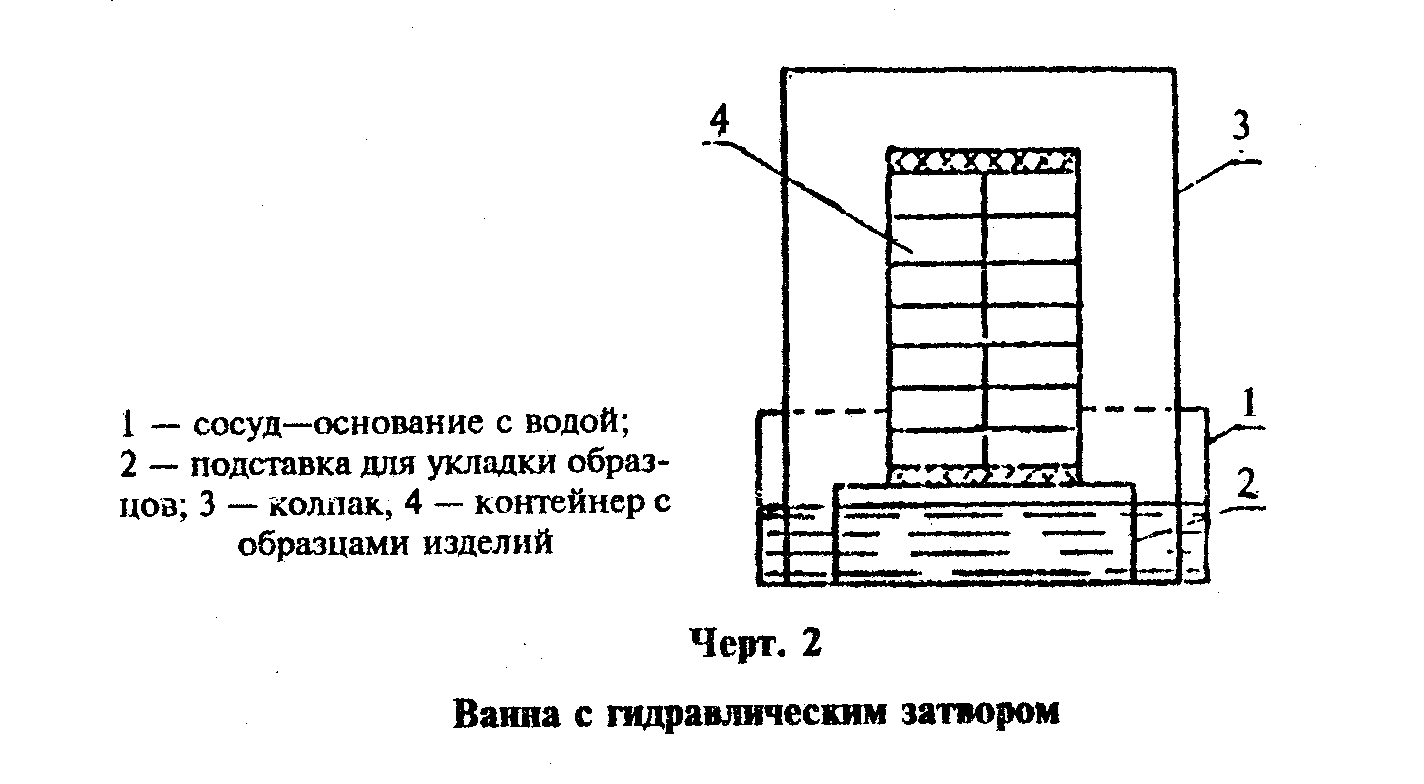 4
3
1
2
1 — сосуд—основание с водой;
2 — подставка для укладки образ-
цов; 3 — колпак, 4 — контейнер с
образцами изделий
Черт. 2
Ванна с гидравлическим затвором